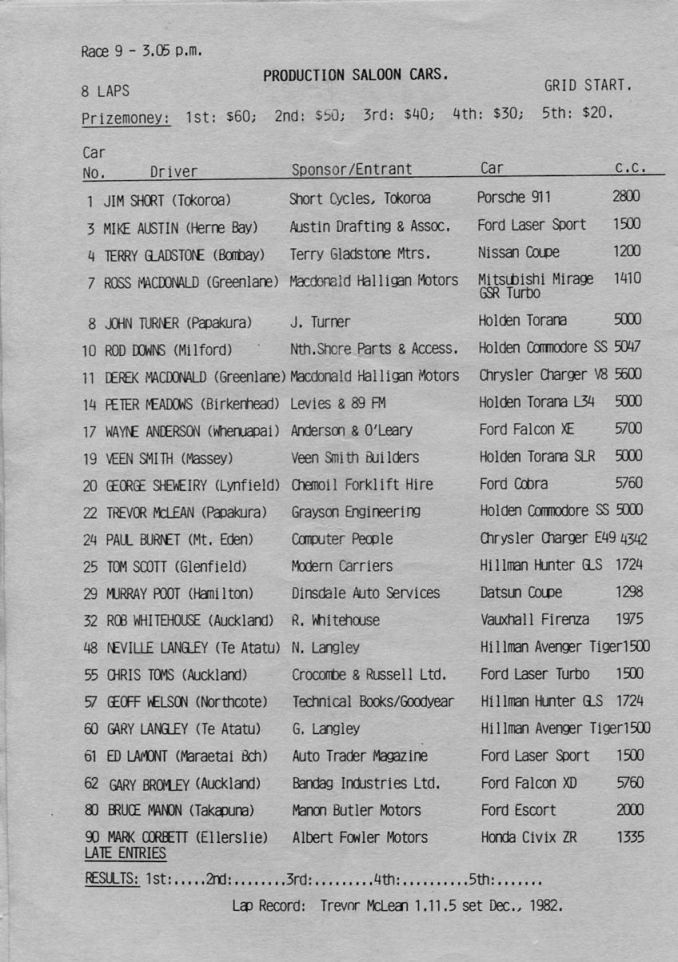 Race 9 - 3.05 p.m.
PRODUCTION SALOON CARS.
8 LAPS GRID START.
Prizemoney: 1st: $60; 2nd: $50; 3rd: $40; 4th: $30; 5th: $20.
Car
No. Driver Sponsor/Entrant Car C.C.
1 JIM SHORT (Tokoroa) Short Cycles, Tokoroa Porsche 911 2800
3 MIKE AUSTIN (Herne Bay) Austin Drafting & Assoc. Ford Laser Sport 1500
4 TERRY GLADSTONE (Bombay) Terry Gladstone Mtrs. Nissan Coupe 1200
7 ROSS MACDONALD (Greenlane) Macdonald Halligan Motors Mitsubishi Mirage 1410
GSR Turbo
8 JOHN TURNER (Papakura) J. Turner Holden Torana 5000
10 ROD DOWNS (Milford) Nth.Shore Parts & Access. Holden Commodore SS 5047
11 DEREK MACDONALD (Greenlane) Macdonald Halligan Motors Chrysler Charger V8 5600
14 PETER MEADOWS (Birkenhead) Levies & 89 FM Holden Torana L34 5000
17 WAYNE ANDERSON (Whenuapai) Anderson & O'Leary Ford Falcon XE 5700
19 VEEN SMITH (Massey) Veen Smith Builders Holden Torana SLR 5000
20 GEORGE SHEWEIRY (Lynfield) Chemoil Forklift Hire Ford Cobra 5760
22 TREVOR McLEAN (Papakura) Grayson Engineering Holden Commodore SS 5000
24 PAUL BURNET (Mt. Eden) Computer People Chrysler Charger E49 4342
25 TOM SCOTT (Glenfield) Modern Carriers Hillman Hunter GLS 1724
29 MURRAY POOT (Hamilton) Dinsdale Auto Services Datsun Coupe 1298
32 ROB WHITEHOUSE (Auckland) R. Whitehouse Vauxhall Firenza 1975
48 NEVILLE LANGLEY (Te Atatu) N. Langley Hillman Avenger Tiger1500
55 CHRIS TOMS (Auckland) Crocombe & Russell Ltd. Ford Laser Turbo 1500
57 GEOFF WELSON (Northcote) Technical Books/Goodyear Hillman Hunter GLS 1724
60 GARY LANGLEY (Te Atatu) G. Langley Hillman Avenger Tiger1500
61 ED LAMONT (Maraetai Bch) Auto Trader Magazine Ford Laser Sport 1500
62 GARY BROMLEY (Auckland) Bandag Industries Ltd. Ford Falcon XD 5760
80 BRUCE MANON (Takapuna) Manon Butler Motors Ford Escort 2000
90 MARK CORBETT (Ellerslie) Albert Fowler Motors Honda Civix ZR 1335
LATE ENTRIES
RESULTS: 1st:.....2nd:........3rd:.........4th:..........5th:.......
Lap Record: Trevor McLean 1.11.5 set Dec., 1982.